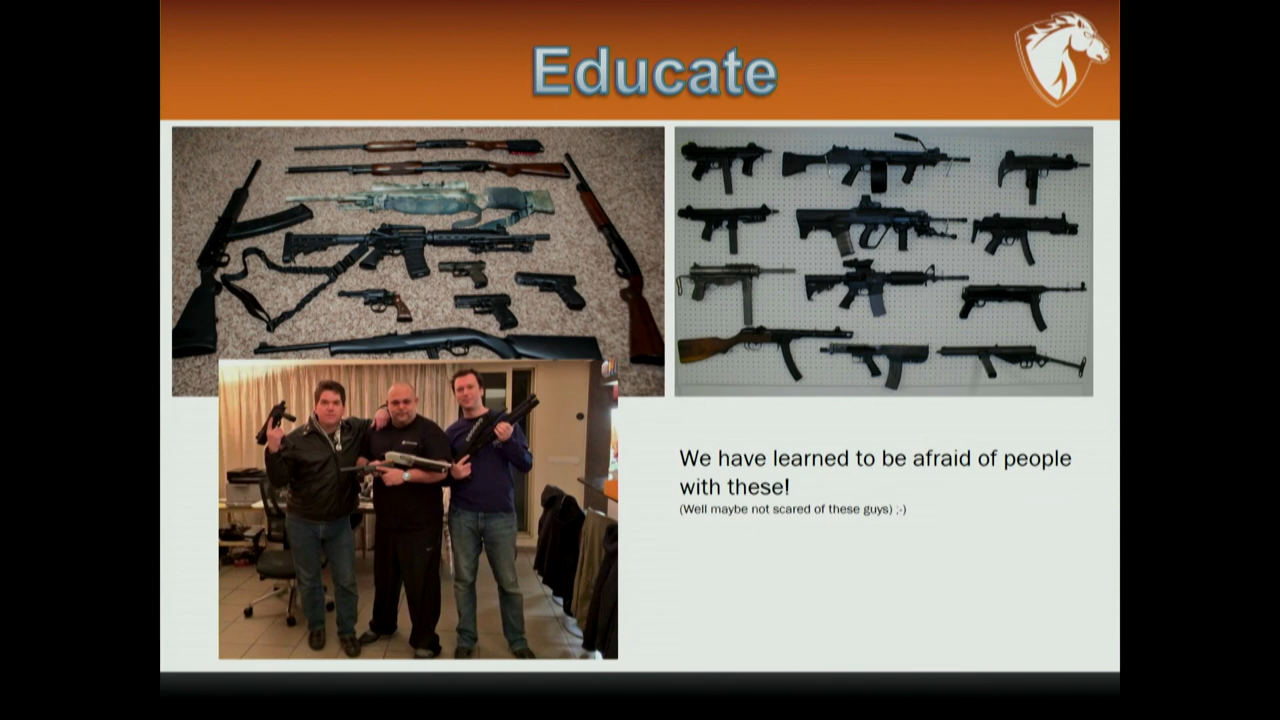 Educate
We have learned to be afraid of people
with these!
(Well maybe not scared of these guys) ;-)